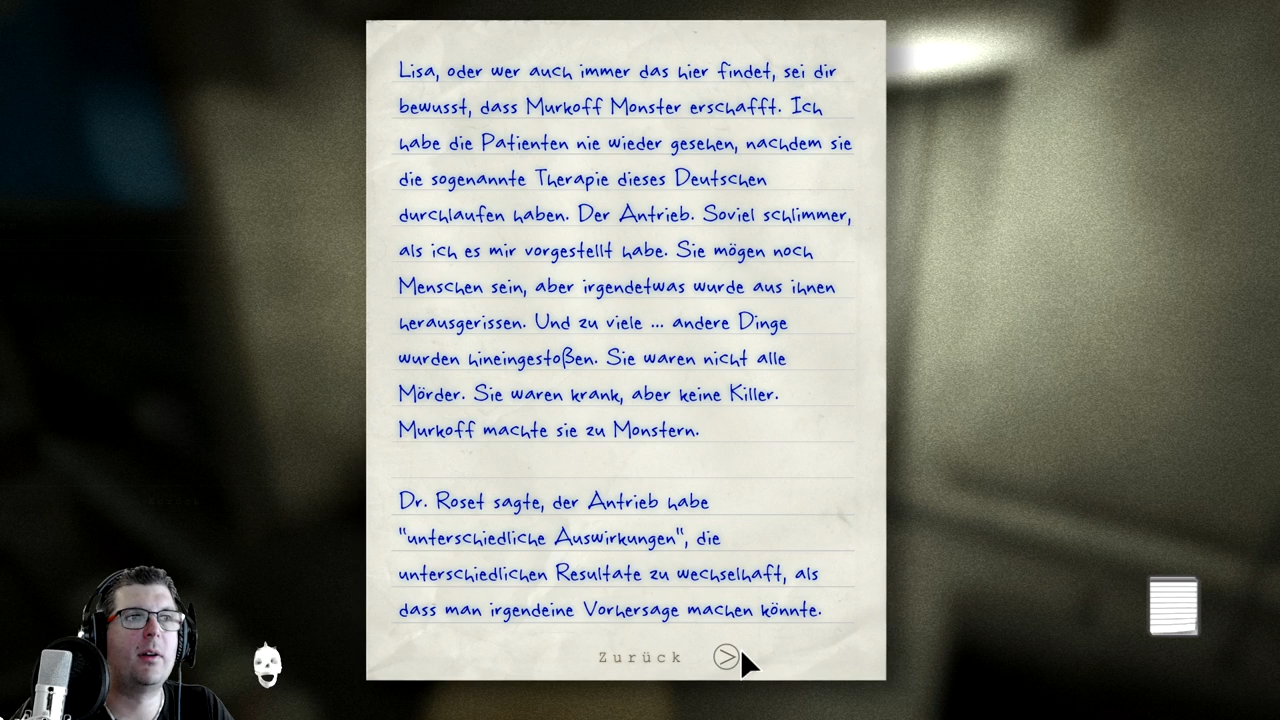 Lisa, oder wer auch immer das hier findet, sei dir
bewusst, dass Murkoff Monster erschafft. Ich
habe die Patienten nie wieder gesehen, nachdem sie
die sogenannte Therapie dieses Deutschen
durchlaufen haben. Der Antrieb. Soviel schlimmer,
als ich es mir vorgestellt habe. Sie mögen noch
Menschen sein, aber irgendetwas wurde aus ihnen
herausgerissen. Und zu viele ... andere Dinge
wurden hineingestoßen. Sie waren nicht alle
Mörder. Sie waren krank, aber keine Killer.
Murkoff machte sie zu Monstern.
Dr. Roset sagte, der Antrieb habe
"unterschiedliche Auswirkungen", die
unterschiedlichen Resultate zu wechselhaft, als
dass man irgendeine Vorhersage machen könnte.
Zurück